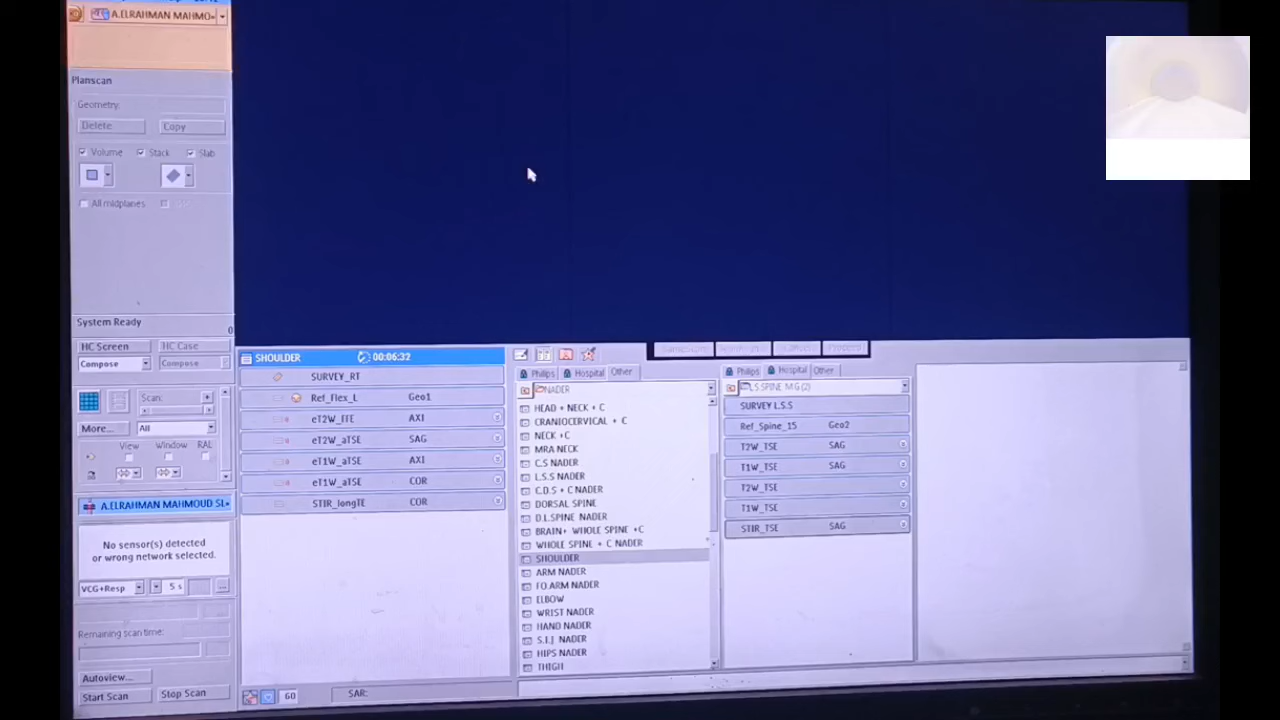 A.ELRAHMAN MAHMO
Planscan
Geometry:
Delete
Copy
Volume
Stack
Slab
All midplanes
System Ready
0
HC Screen
HC Case
Compose
Compose
Scan:
More...
All
View
Window
RAL
A.ELRAHMAN MAHMOUD SL
No sensor(s) detected
or wrong network selected.
VCG+Resp
5 s
...
Remaining scan time:
Autoview...
Start Scan
Stop Scan
SHOULDER 00:06:32
SURVEY_RT
Ref_Flex_L Geo1
eT2W_FFE AXI
eT2W_aTSE SAG
eT1W_aTSE AXI
eT1W_aTSE COR
STIR_longTE COR
GO
SAR:
Philips
Hospital
Other
NADER
HEAD + NECK + C
CRANIOCERVICAL + C
NECK +C
MRA NECK
C.S NADER
L.S.S NADER
C.D.S + C NADER
DORSAL SPINE
D.L.SPINE NADER
BRAIN+ WHOLE SPINE +C
WHOLE SPINE + C NADER
SHOULDER
ARM NADER
FO.ARM NADER
ELBOW
WRIST NADER
HAND NADER
S.I.J NADER
HIPS NADER
THIGH
Philips
Hospital
Other
L.S SPINE M G (2)
SURVEY L.S.S
Ref_Spine_15 Geo2
T2W_TSE SAG
T1W_TSE SAG
T2W_TSE
T1W_TSE
STIR_TSE SAG